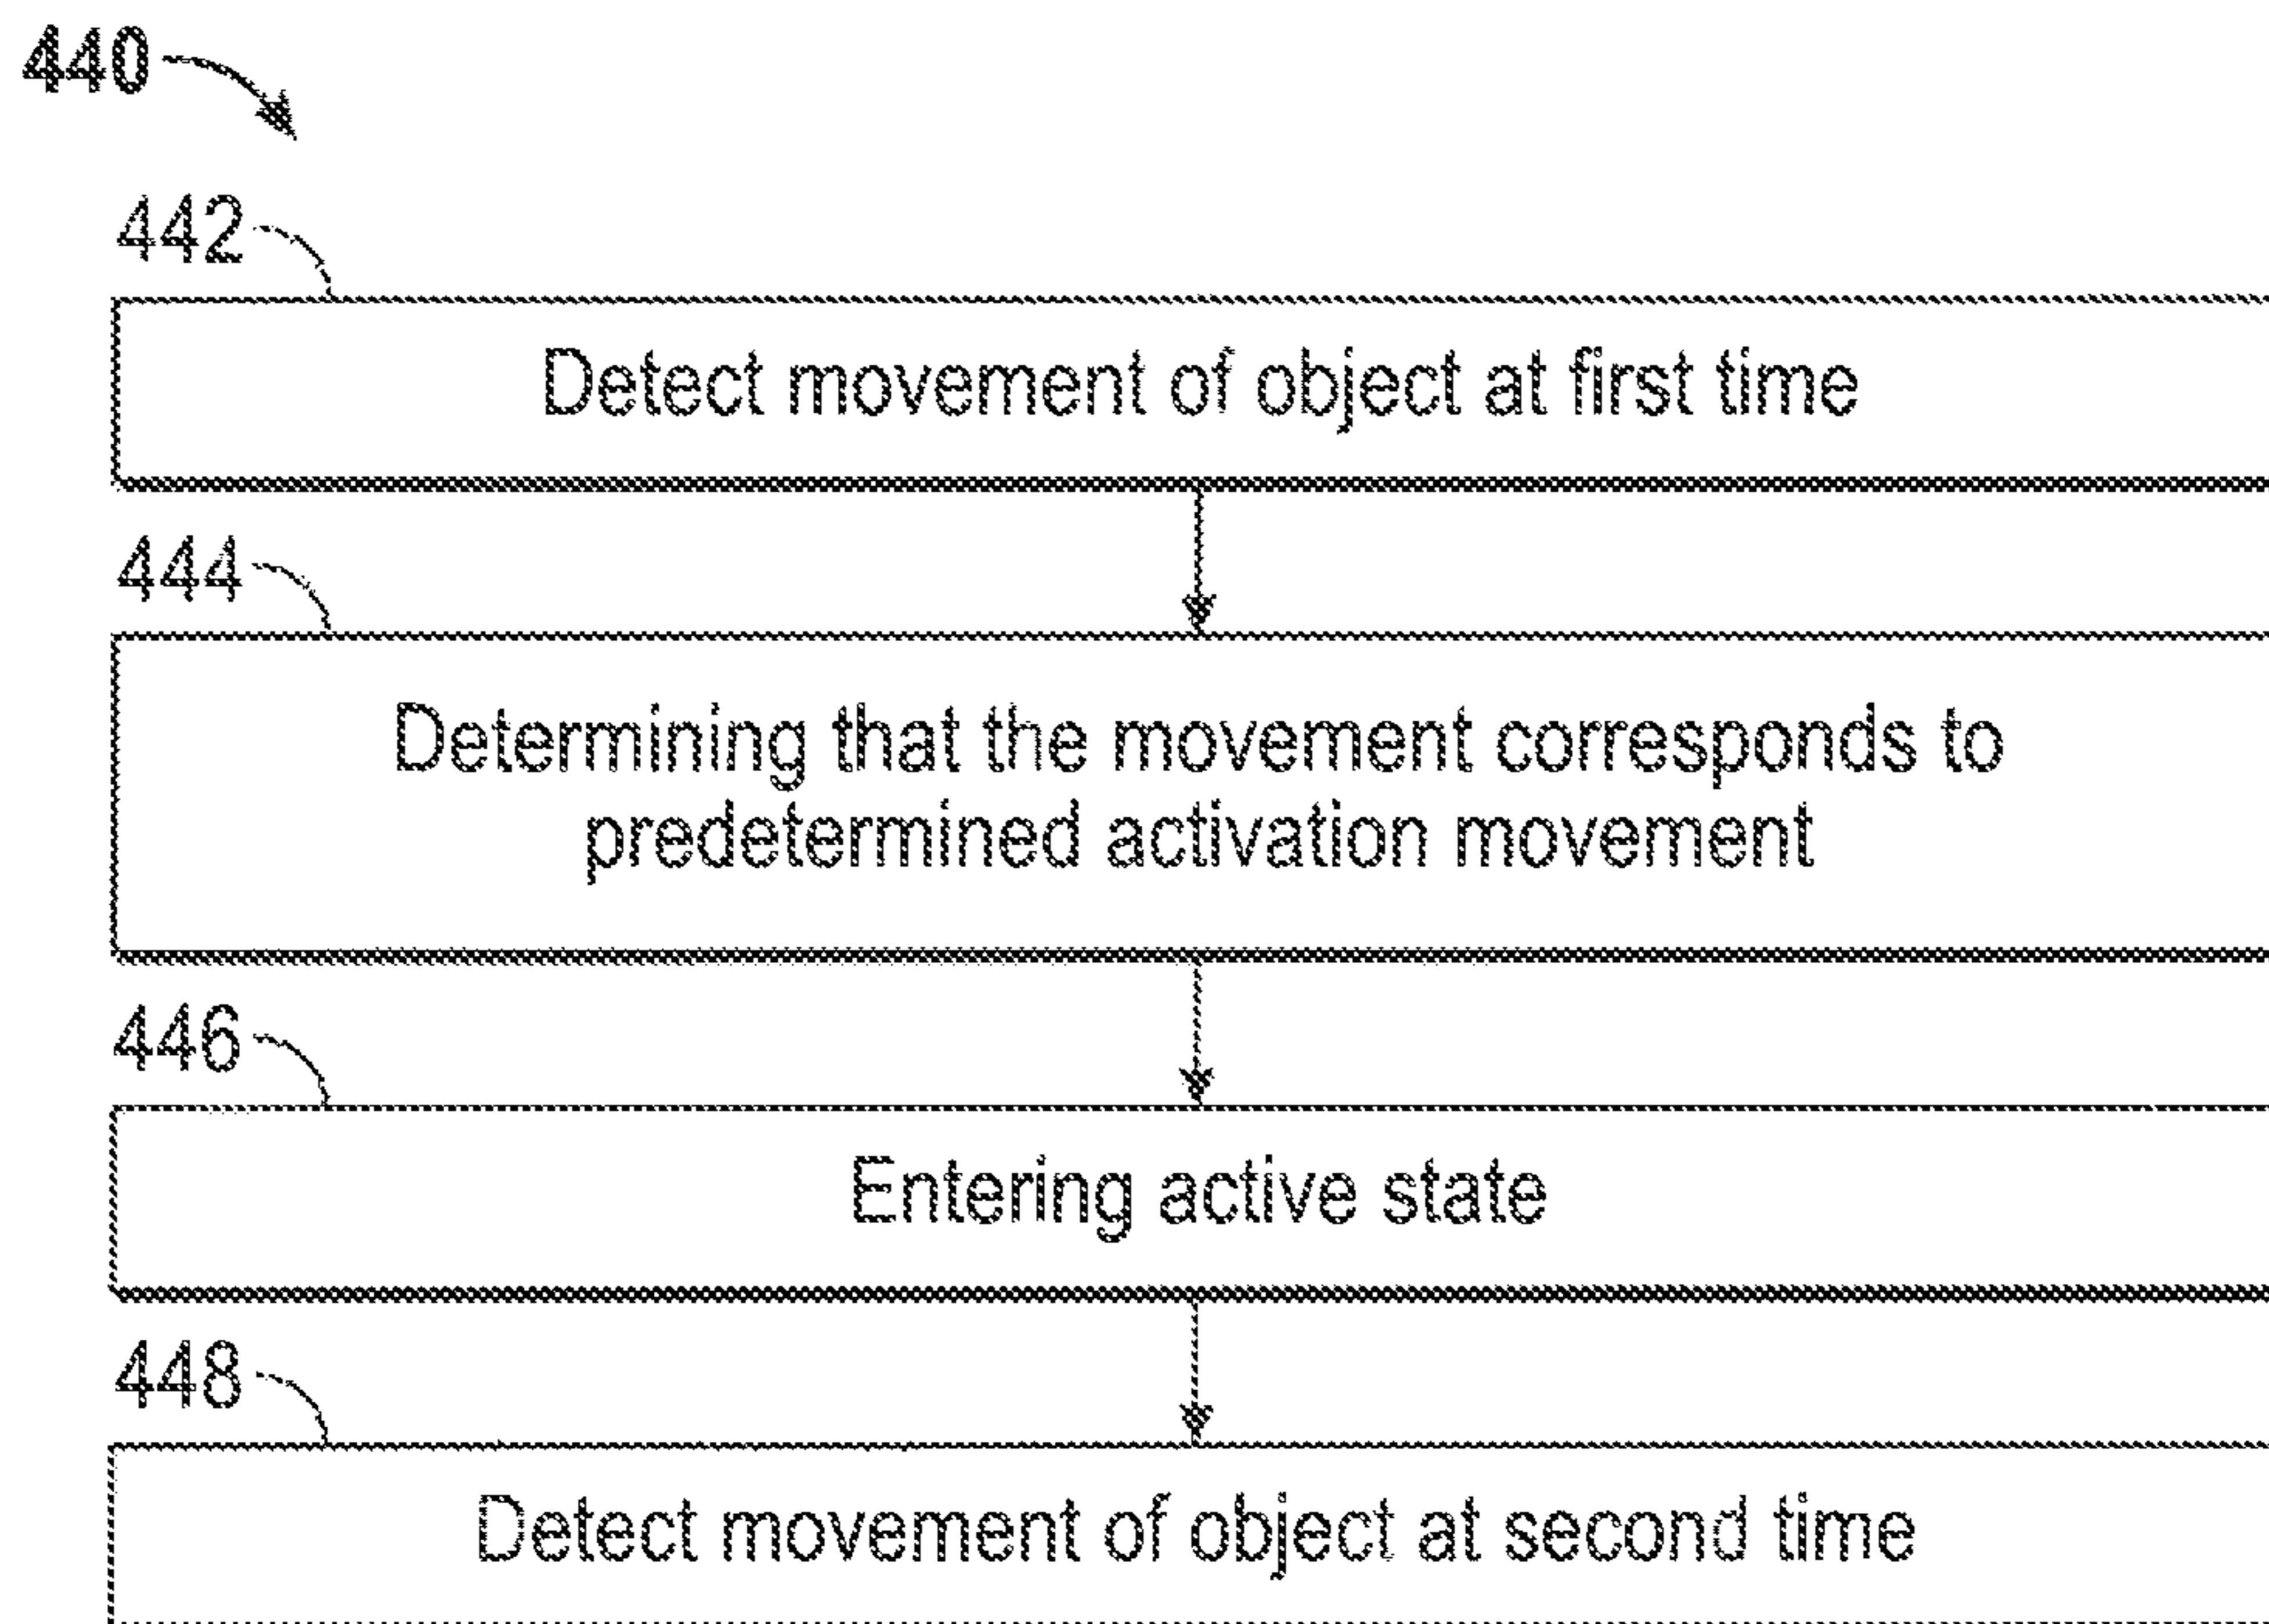 440
442
Detect movement of object at first time
444
Determining that the movement corresponds to
predetermined activation movement
446
Entering active state
448
Detect movement of object at second time